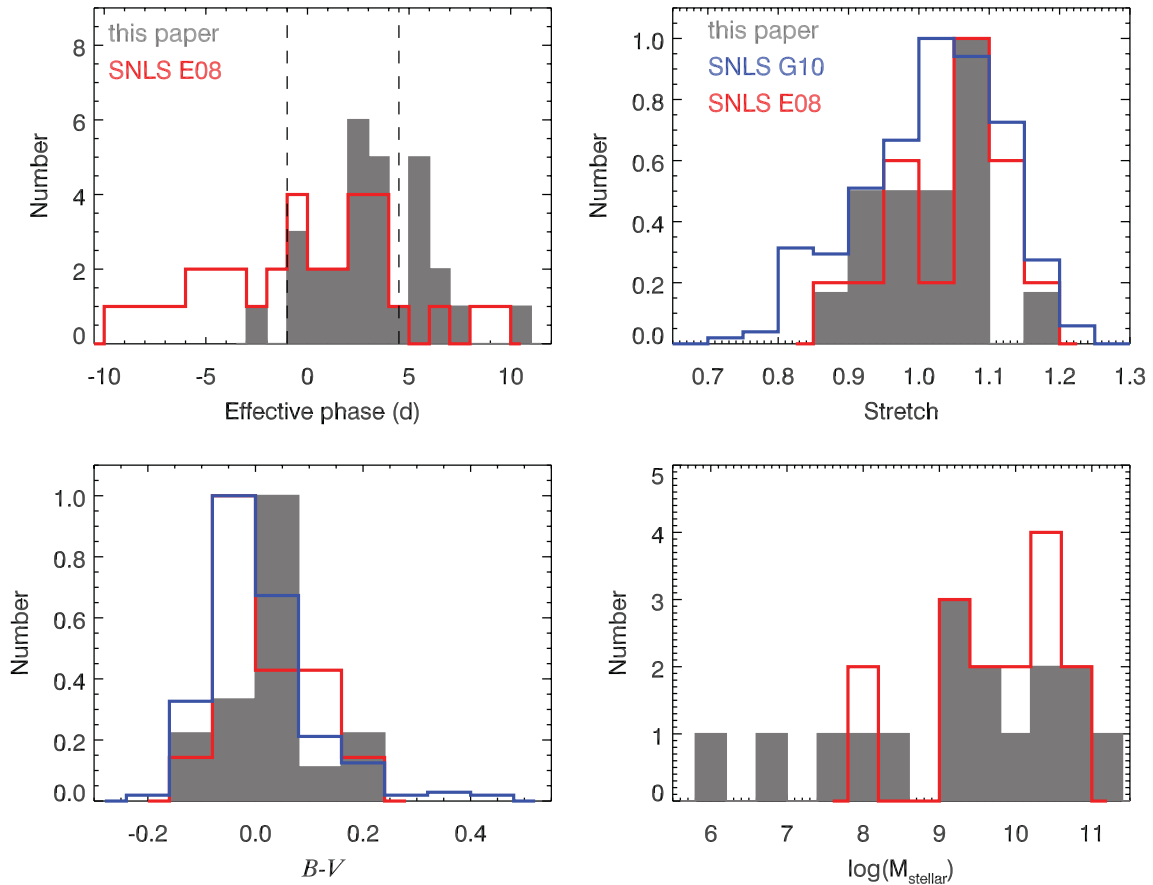 this paper
SNLS E08
8
6
4
2
0
Number
-10 -5 0 5 10
Effective phase (d)
this paper
SNLS G10
SNLS E08
1.0
0.8
0.6
0.4
0.2
0.0
Number
0.7 0.8 0.9 1.0 1.1 1.2 1.3
Stretch
1.0
0.8
0.6
0.4
0.2
0.0
Number
-0.2 0.0 0.2 0.4
B-V
5
4
3
2
1
0
Number
6 7 8 9 10 11
log(M_stellar)